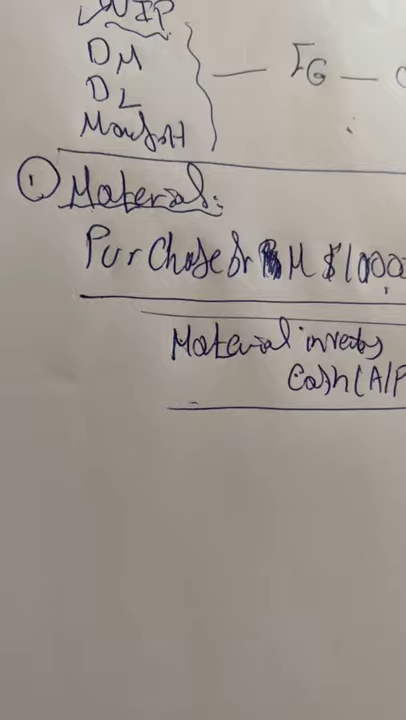 WIP
DM
DL
ManfoH
FG
① Material:
Purchase of M $1000
Material inventory
Cash (A/P